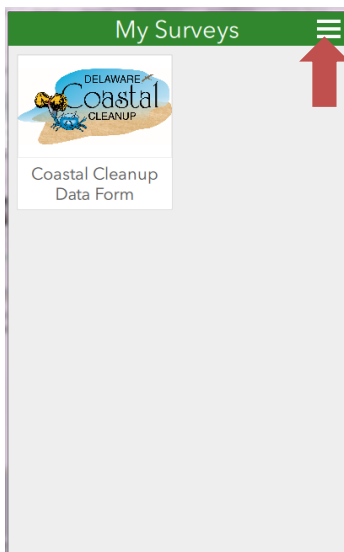 My Surveys
DELAWARE
Coastal
CLEANUP
Coastal Cleanup
Data Form